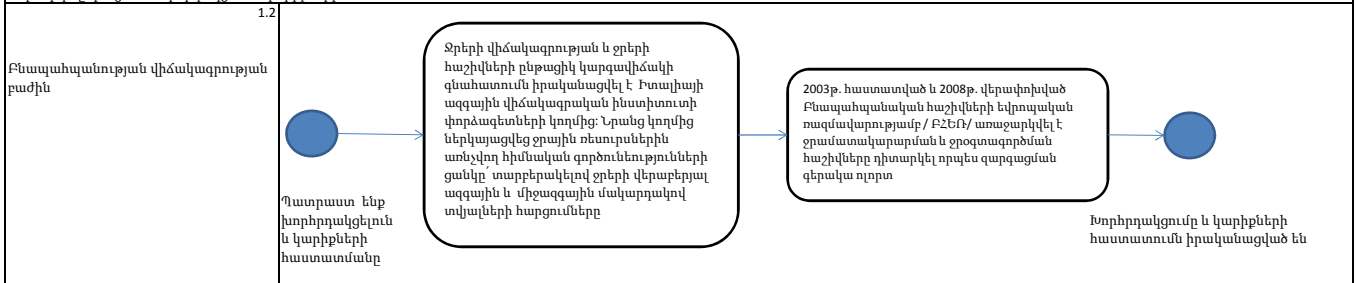 1.2
Բնապահպանության վիճակագրության
բաժին
Պատրաստ ենք
խորհրդակցելուն
և կարիքների
հաստատմանը
Ջրերի վիճակագրության և ջրերի
հաշիվների ընթացիկ կարգավիճակի
գնահատումն իրականացվել է Իտալիայի
ազգային վիճակագրական ինստիտուտի
փորձագետների կողմից: Նրանց կողմից
ներկայացվեց ջրային ռեսուրսներին
առնչվող հիմնական գործունեությունների
ցանկը՝ տարբերակելով ջրերի վերաբերյալ
ազգային և միջազգային մակարդակով
տվյալների հարցումները
2003թ. հաստատված և 2008թ. վերափոխված
Բնապահպանական հաշիվների եվրոպական
ռազմավարությամբ / ԲՀԵՌ/ առաջարկվել է
ջրամատակարարման և ջրօգտագործման
հաշիվները դիտարկել որպես զարգացման
գերակա ոլորտ
Խորհրդակցումը և կարիքների
հաստատումն իրականացված են